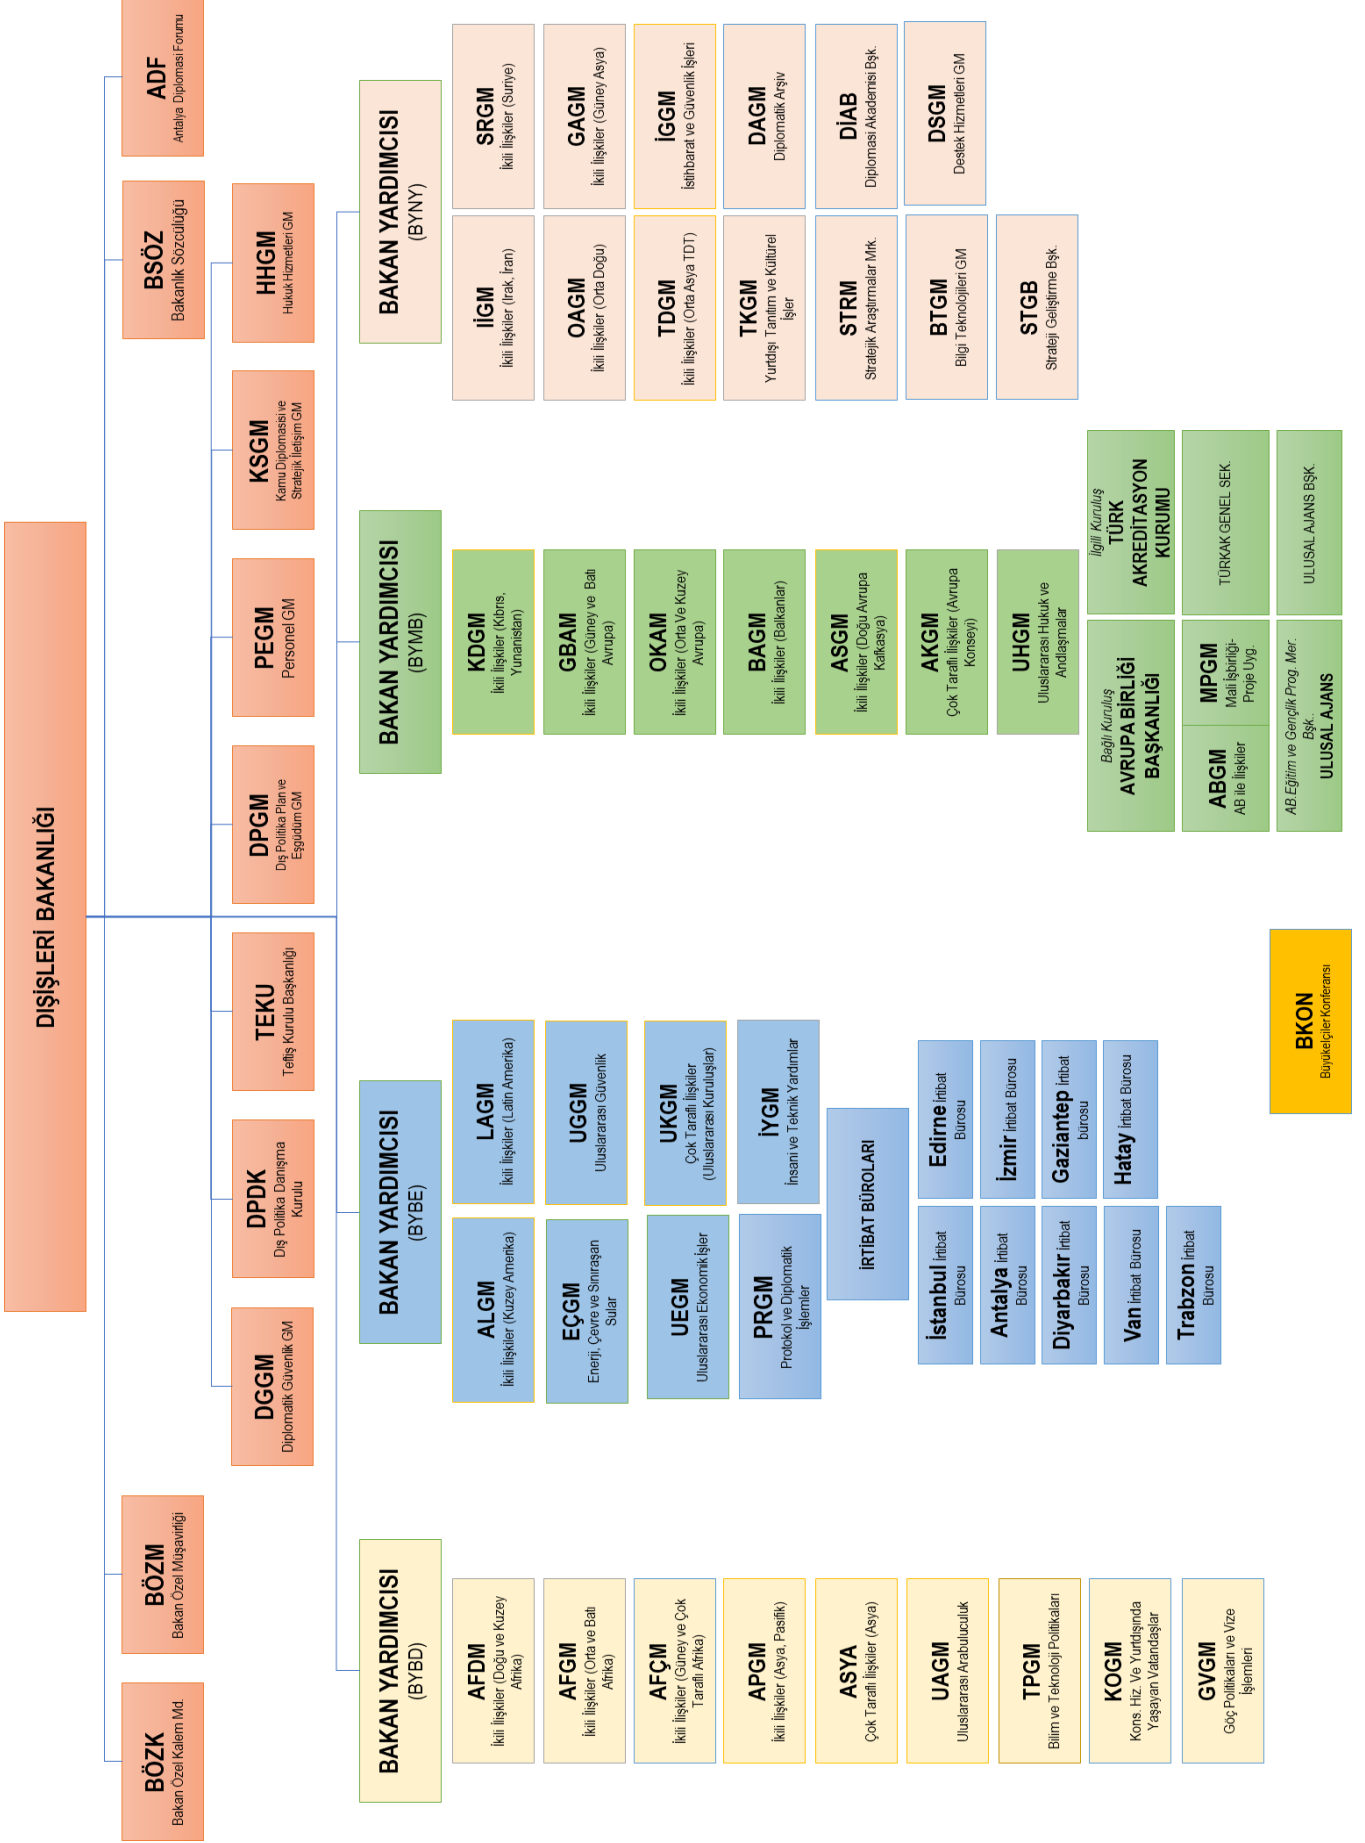 DIŞİŞLERİ BAKANLIĞI
BÖZK
Bakan Özel Kalem Md.
BÖZM
Bakan Özel Müşavirliği
BSÖZ
Bakanlık Sözcülüğü
ADF
Antalya Diplomasi Forumu
DGGM
Diplomatik Güvenlik GM
DPDK
Dış Politika Danışma
Kurulu
TEKU
Teftiş Kurulu Başkanlığı
DPGM
Dış Politika Plan ve
Eşgüdüm GM
PEGM
Personel GM
KSGM
Kamu Diplomasisi ve
Stratejik İletişim GM
HHGM
Hukuk Hizmetleri GM
BAKAN YARDIMCISI
(BYBD)
AFDM
İkili İlişkiler (Doğu ve Kuzey
Afrika)
AFGM
İkili İlişkiler (Orta ve Batı
Afrika)
AFÇM
İkili İlişkiler (Güney ve Çok
Taraflı Afrika)
APGM
İkili İlişkiler (Asya, Pasifik)
ASYA
Çok Taraflı İlişkiler (Asya)
UAGM
Uluslararası Arabuluculuk
TPGM
Bilim ve Teknoloji Politikaları
KOGM
Kons. Hiz. Ve Yurtdışında
Yaşayan Vatandaşlar
GVGM
Göç Politikaları ve Vize
İşlemleri
BAKAN YARDIMCISI
(BYBE)
ALGM
İkili İlişkiler (Kuzey Amerika)
LAGM
İkili İlişkiler (Latin Amerika)
EÇGM
Enerji, Çevre ve Sınıraşan
Sular
UGGM
Uluslararası Güvenlik
UEGM
Uluslararası Ekonomik İşler
UKGM
Çok Taraflı İlişkiler
(Uluslararası Kuruluşlar)
PRGM
Protokol ve Diplomatik
İşlemler
İYGM
İnsani ve Teknik Yardımlar
İRTİBAT BÜROLARI
İstanbul İrtibat
Bürosu
Edirne İrtibat
Bürosu
Antalya İrtibat
Bürosu
İzmir İrtibat Bürosu
Diyarbakır İrtibat
Bürosu
Gaziantep İrtibat
bürosu
Van İrtibat Bürosu
Hatay İrtibat Bürosu
Trabzon İrtibat
Bürosu
BAKAN YARDIMCISI
(BYMB)
KDGM
İkili İlişkiler (Kıbrıs,
Yunanistan)
GBAM
İkili İlişkiler (Güney ve Batı
Avrupa)
OKAM
İkili İlişkiler (Orta Ve Kuzey
Avrupa)
BAGM
İkili İlişkiler (Balkanlar)
ASGM
İkili İlişkiler (Doğu Avrupa
Kafkasya)
AKGM
Çok Taraflı İlişkiler (Avrupa
Konseyi)
UHGM
Uluslararası Hukuk ve
Andlaşmalar
Bağlı Kuruluş
AVRUPA BİRLİĞİ
BAŞKANLIĞI
İlgili Kuruluş
TÜRK
AKREDİTASYON
KURUMU
ABGM
AB ile İlişkiler
MPGM
Mali İşbirliği-
Proje Uyg.
TÜRKAK GENEL SEK.
AB.Eğitim ve Gençlik Prog. Mer.
Bşk..
ULUSAL AJANS
ULUSAL AJANS BŞK.
BAKAN YARDIMCISI
(BYNY)
IİGM
İkili İlişkiler (Irak, İran)
SRGM
İkili İlişkiler (Suriye)
OAGM
İkili İlişkiler (Orta Doğu)
GAGM
İkili İlişkiler (Güney Asya)
TDGM
İkili İlişkiler (Orta Asya TDT)
İGGM
İstihbarat ve Güvenlik İşleri
TKGM
Yurtdışı Tanıtım ve Kültürel
İşler
DAGM
Diplomatik Arşiv
STRM
Stratejik Araştırmalar Mrk.
DİAB
Diplomasi Akademisi Bşk.
BTGM
Bilgi Teknolojileri GM
DSGM
Destek Hizmetleri GM
STGB
Strateji Geliştirme Bşk.
BKON
Büyükelçiler Konferansı